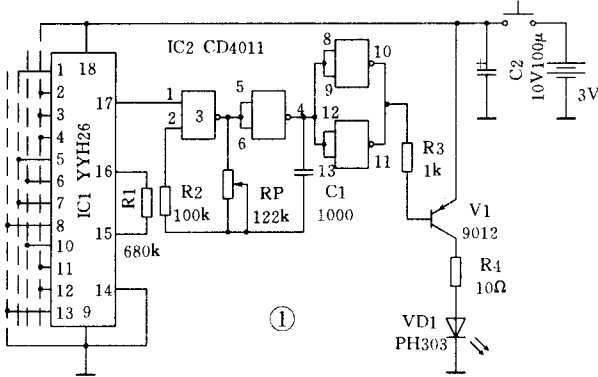 IC2 CD4011
1
2
3
4
5
6
7
8
10
11
12
13
18
17
16
15
14
9
IC1 YYH26
R1
680k
1
2
3
R2
100k
5
6
4
RP
122k
C1
1000
8
9
10
12
13
11
R3
1k
V1
9012
R4
10Ω
VD1
PH303
C2
10V100μ
3V
①